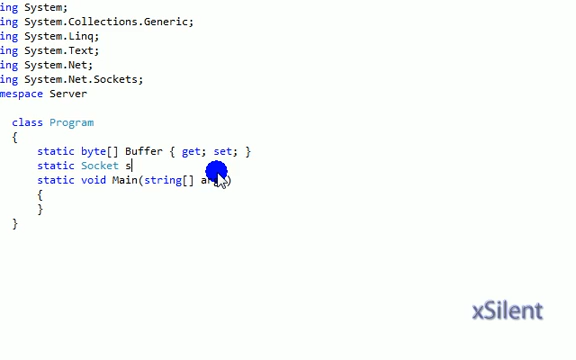 ing System;
ing System.Collections.Generic;
ing System.Linq;
ing System.Text;
ing System.Net;
ing System.Net.Sockets;
mespace Server
class Program
{
static byte[] Buffer { get; set; }
static Socket s
static void Main(string[] ar
{
}
}
xSilent